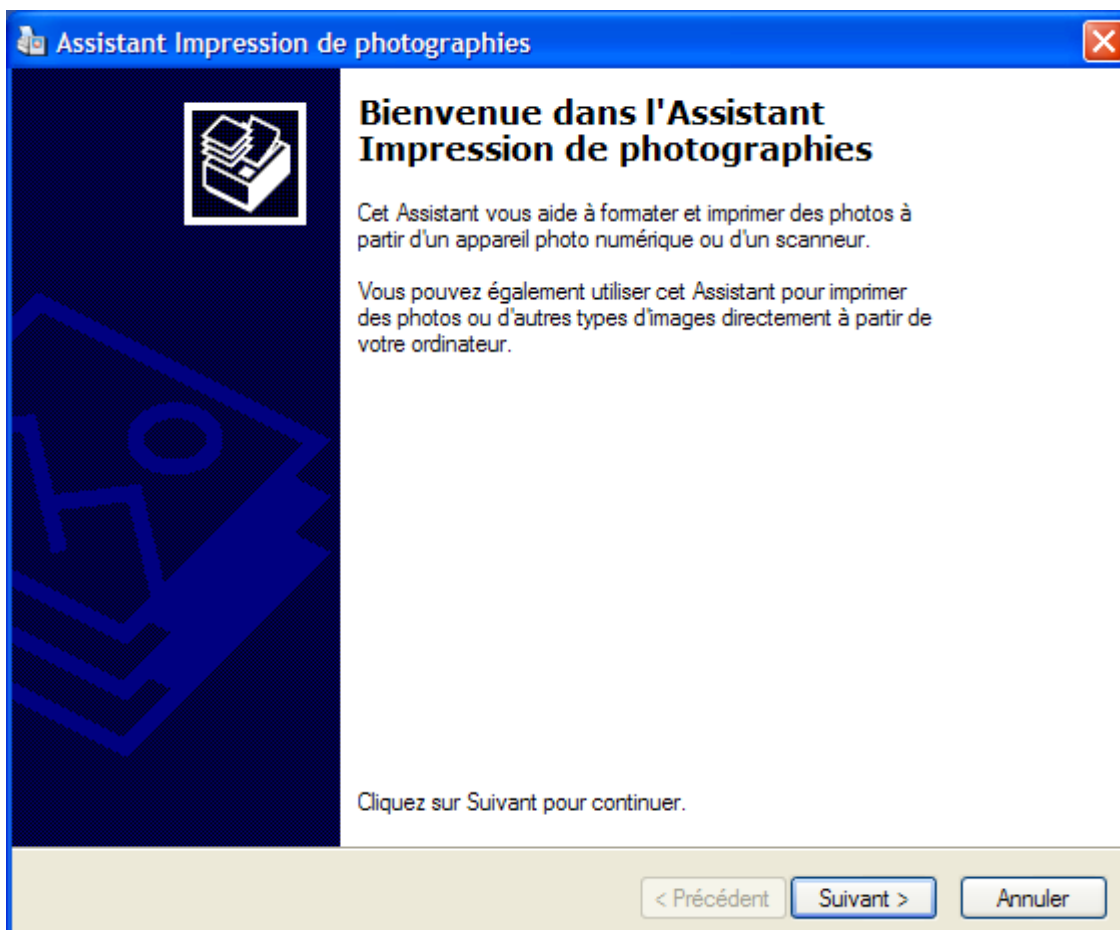 Assistant Impression de photographies
Bienvenue dans l'Assistant
Impression de photographies
Cet Assistant vous aide à formater et imprimer des photos à
partir d'un appareil photo numérique ou d'un scanneur.
Vous pouvez également utiliser cet Assistant pour imprimer
des photos ou d'autres types d'images directement à partir de
votre ordinateur.
Cliquez sur Suivant pour continuer.
< Précédent Suivant > Annuler